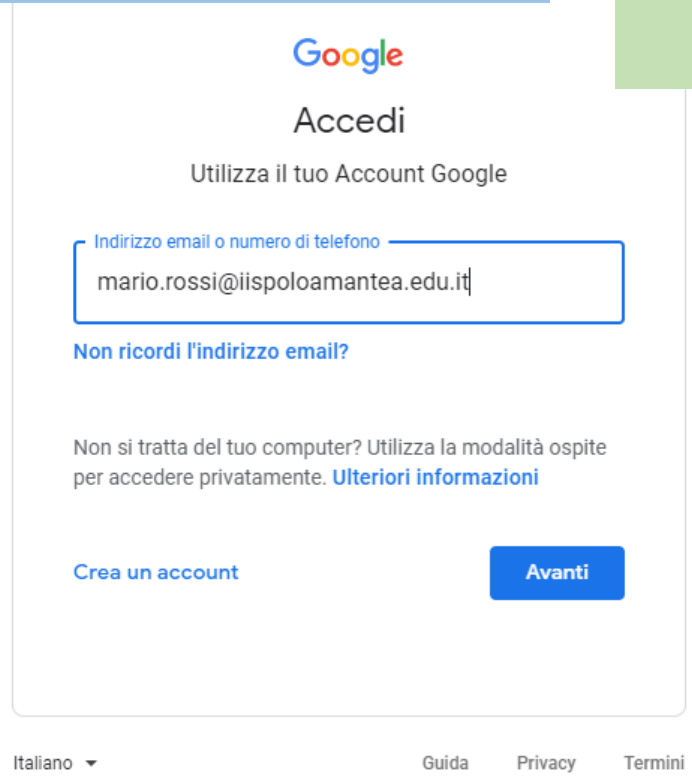 Google
Accedi
Utilizza il tuo Account Google
Indirizzo email o numero di telefono
mario.rossi@iispoloamantea.edu.it
Non ricordi l'indirizzo email?
Non si tratta del tuo computer? Utilizza la modalità ospite
per accedere privatamente. Ulteriori informazioni
Crea un account
Avanti
Italiano
Guida
Privacy
Termini